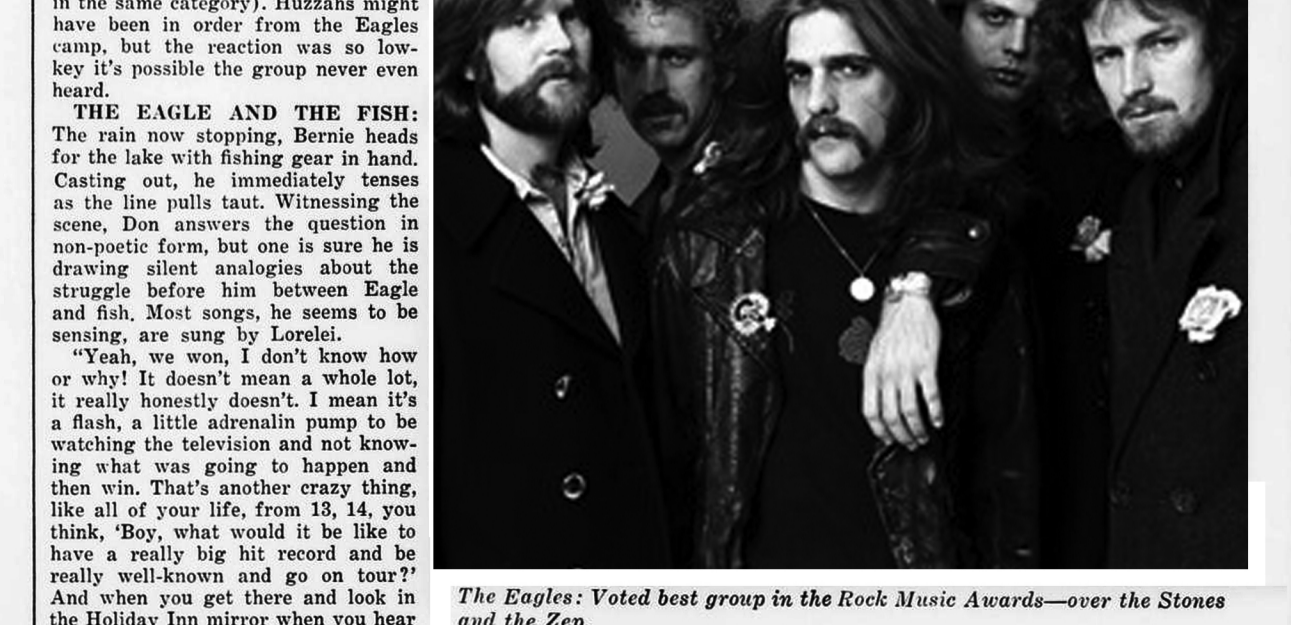 in the same category). Huzzahs might
have been in order from the Eagles
camp, but the reaction was so low-
key it's possible the group never even
heard.
THE EAGLE AND THE FISH:
The rain now stopping, Bernie heads
for the lake with fishing gear in hand.
Casting out, he immediately tenses
as the line pulls taut. Witnessing the
scene, Don answers the question in
non-poetic form, but one is sure he is
drawing silent analogies about the
struggle before him between Eagle
and fish. Most songs, he seems to be
sensing, are sung by Lorelei.
“Yeah, we won, I don't know how
or why! It doesn't mean a whole lot,
it really honestly doesn't. I mean it's
a flash, a little adrenalin pump to be
watching the television and not know-
ing what was going to happen and
then win. That's another crazy thing,
like all of your life, from 13, 14, you
think, ‘Boy, what would it be like to
have a really big hit record and be
really well-known and go on tour?’
And when you get there and look in
the Holiday Inn mirror when you hear
The Eagles: Voted best group in the Rock Music Awards—over the Stones
and the Zep